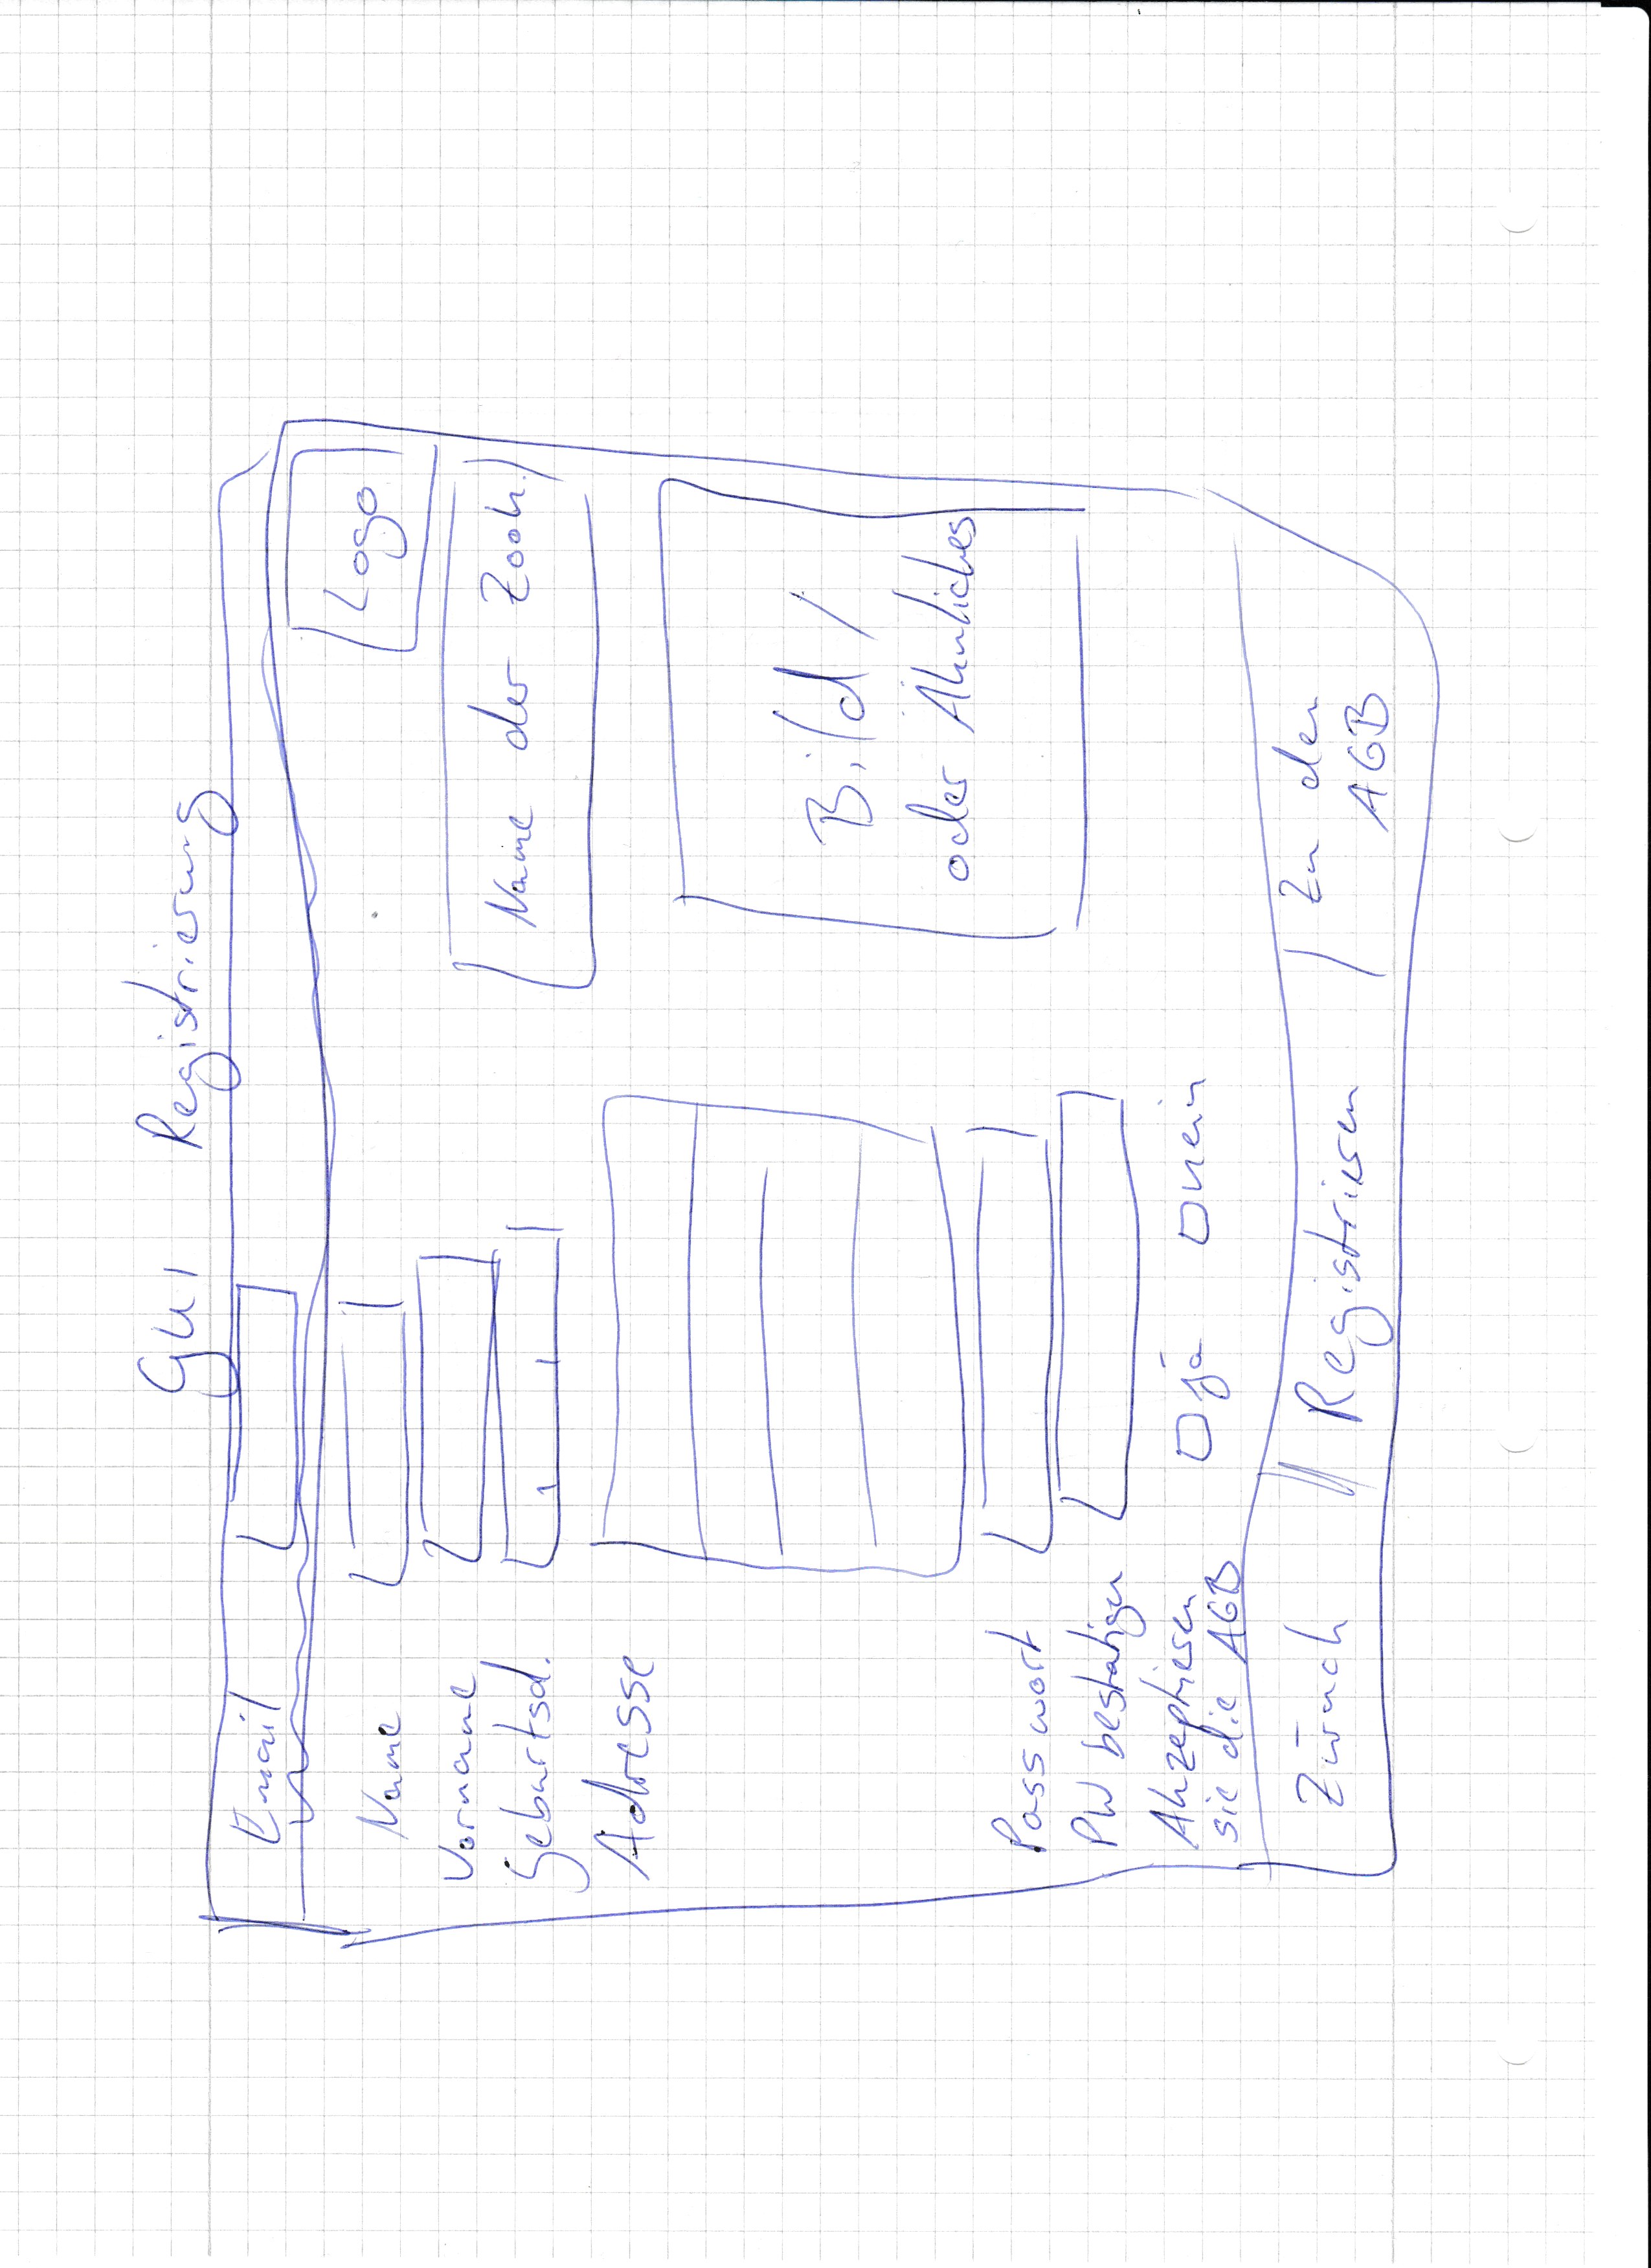 GUI Registrierung
Email
Logo
Name
Vorname
Name der Zooh.
Geburtsd.
Adresse
Bild /
oder Ähnliches
Passwort
PW bestätigen
Akzeptieren
sie die AGB
ja
nein
Zurück
Registrieren
Zu den
AGB